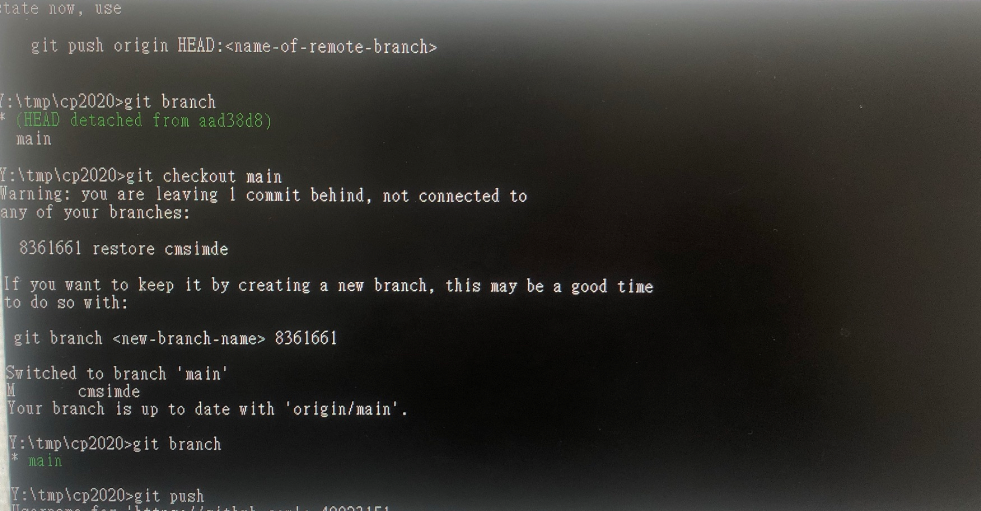 state now, use
git push origin HEAD:<name-of-remote-branch>
Y:\tmp\cp2020>git branch
* (HEAD detached from aad38d8)
main
Y:\tmp\cp2020>git checkout main
Warning: you are leaving 1 commit behind, not connected to
any of your branches:
8361661 restore cmsimde
If you want to keep it by creating a new branch, this may be a good time
to do so with:
git branch <new-branch-name> 8361661
Switched to branch 'main'
M cmsimde
Your branch is up to date with 'origin/main'.
Y:\tmp\cp2020>git branch
* main
Y:\tmp\cp2020>git push
Username for